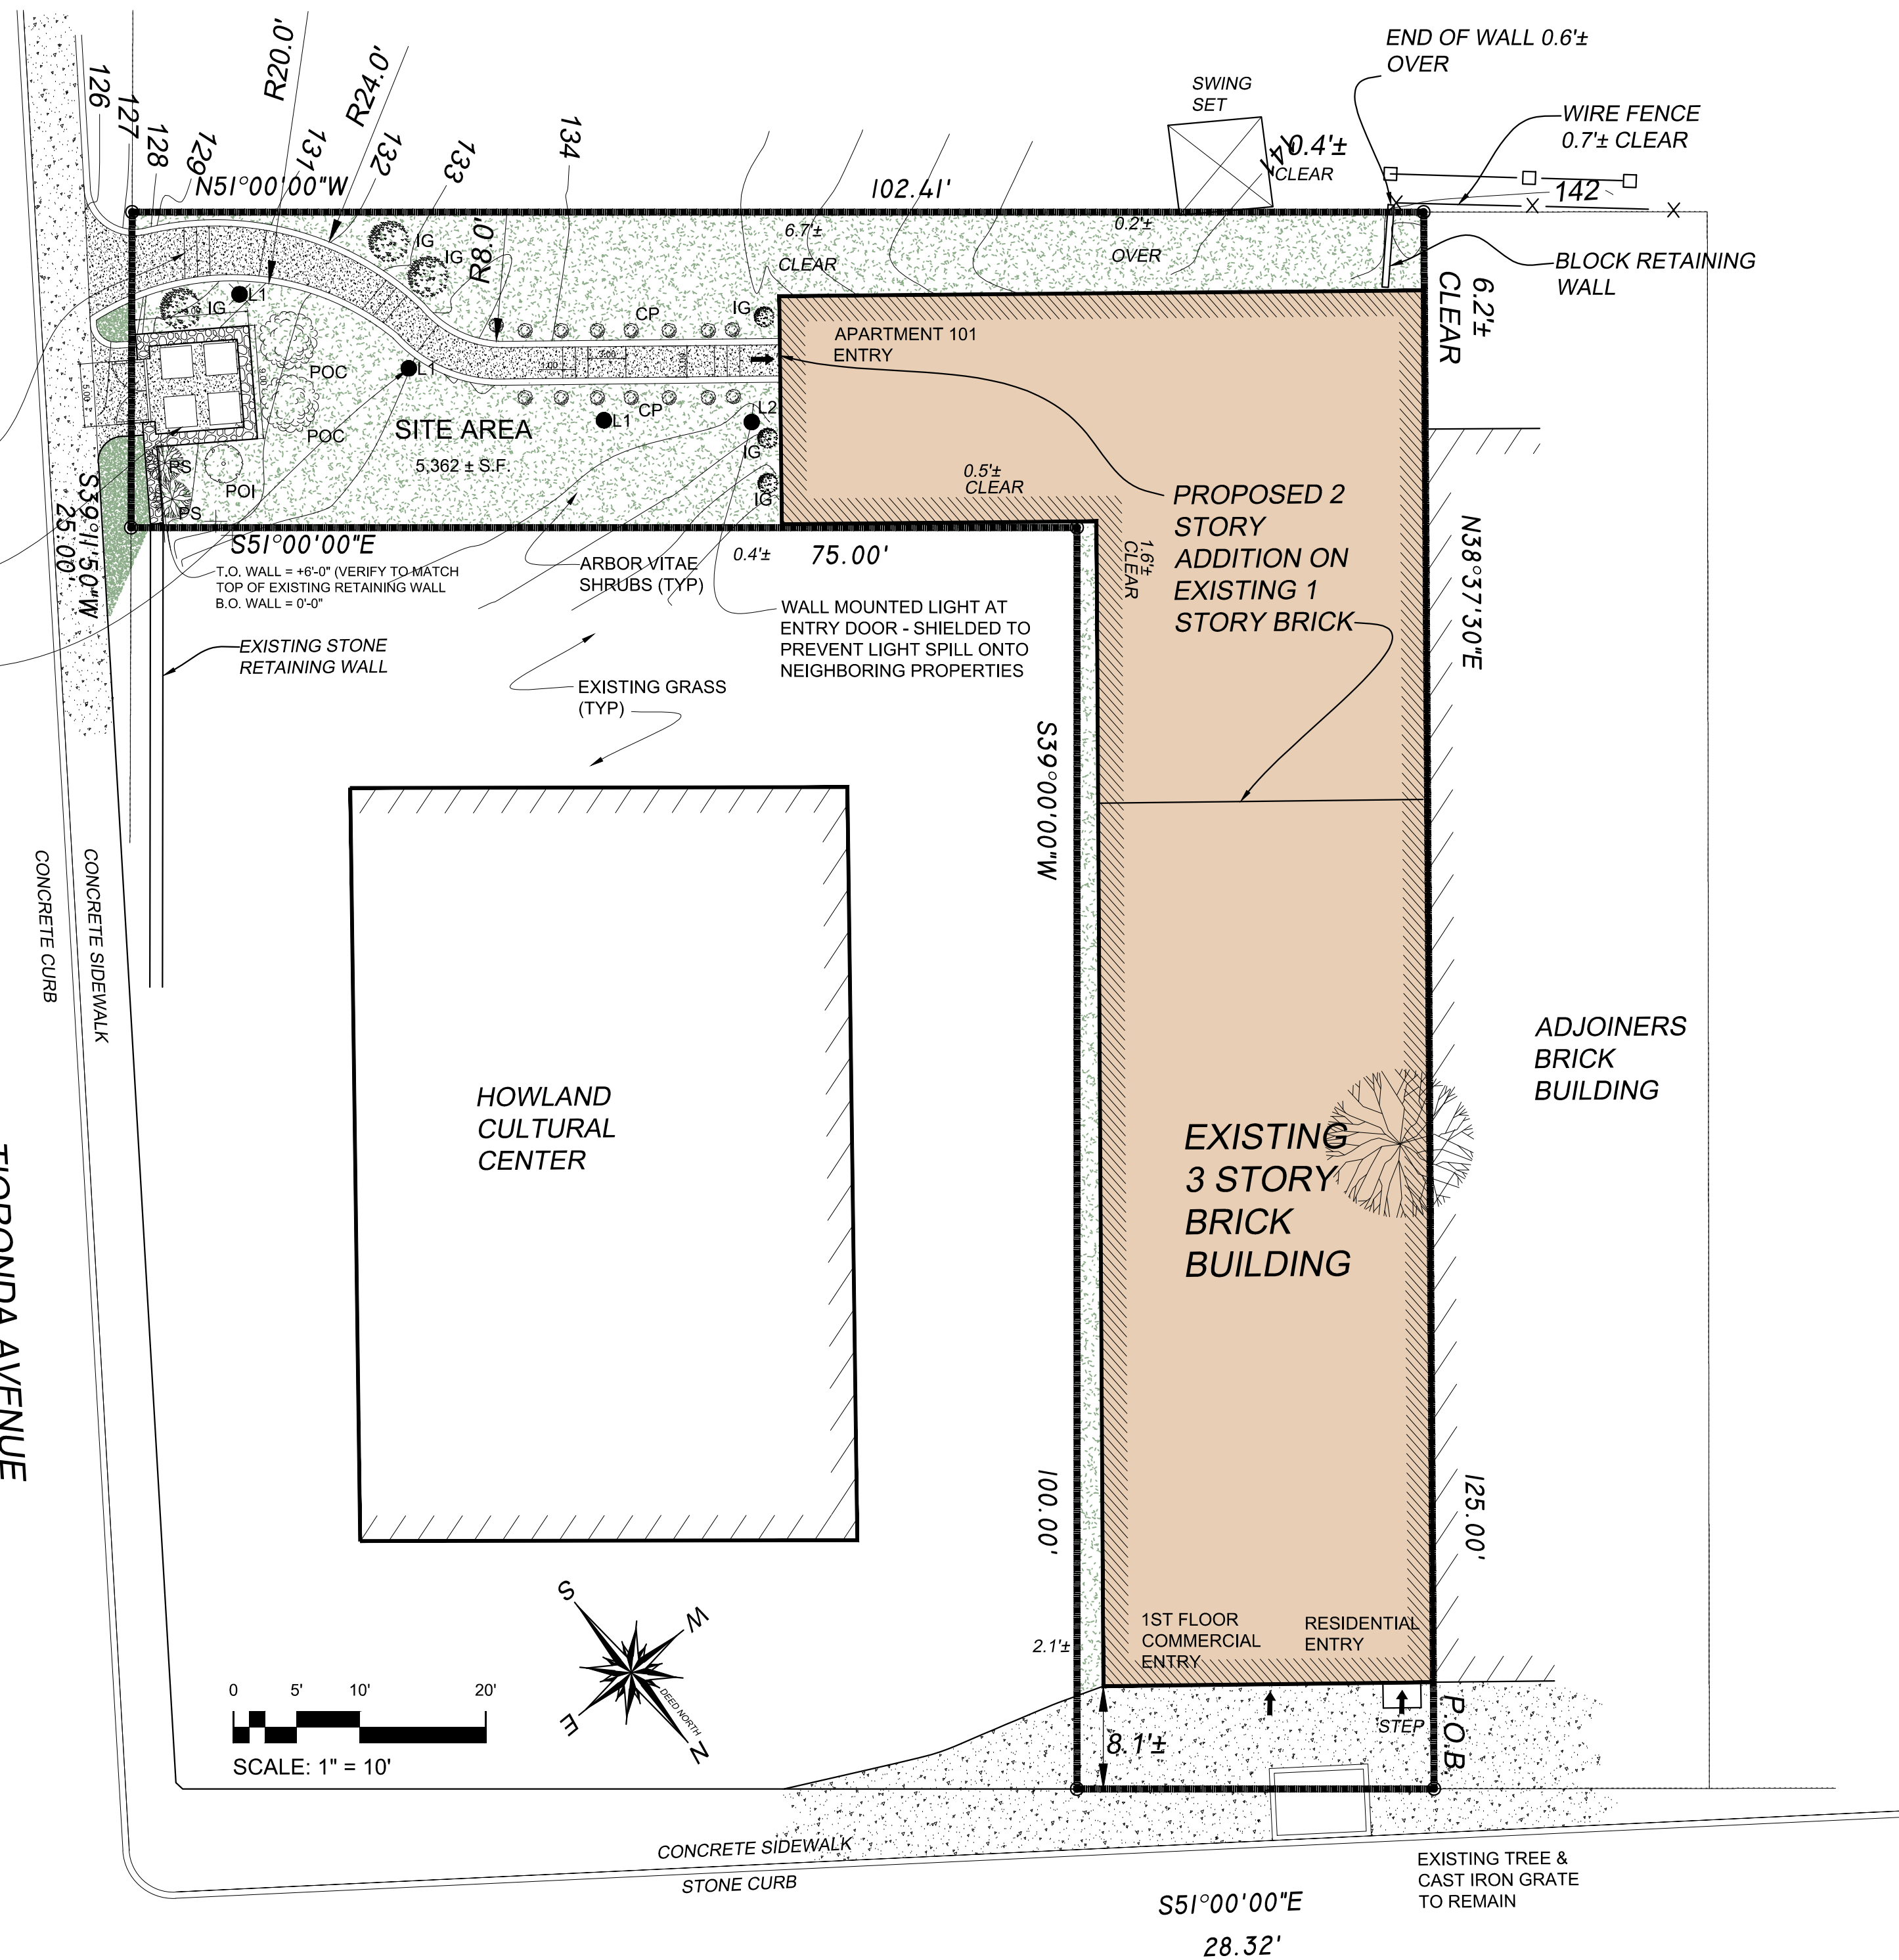 END OF WALL 0.6'±
OVER
SWING
SET
WIRE FENCE
0.7'± CLEAR
0.4'±
CLEAR
141
142
BLOCK RETAINING
WALL
126
127
128
129
R20.0'
131
R24.0'
132
133
134
N51°00'00"W
102.41'
R8.0'
6.7'±
CLEAR
0.2'±
OVER
6.2'±
CLEAR
IG
IG
IG
L1
CP
IG
APARTMENT 101
ENTRY
POC
L1
5.00
9.00
1.00
POC
SITE AREA
5,362 ± S.F.
L1
CP
L2
IG
IG
PS
POI
PS
0.5'±
CLEAR
PROPOSED 2
STORY
ADDITION ON
EXISTING 1
STORY BRICK
S39°11'50"W
25.00'
S51°00'00"E
0.4'±
75.00'
1.6'±
CLEAR
N38°37'30"E
T.O. WALL = +6'-0" (VERIFY TO MATCH
TOP OF EXISTING RETAINING WALL
B.O. WALL = 0'-0"
ARBOR VITAE
SHRUBS (TYP)
WALL MOUNTED LIGHT AT
ENTRY DOOR - SHIELDED TO
PREVENT LIGHT SPILL ONTO
NEIGHBORING PROPERTIES
EXISTING STONE
RETAINING WALL
EXISTING GRASS
(TYP)
S39°00'00"W
CONCRETE CURB
CONCRETE SIDEWALK
HOWLAND
CULTURAL
CENTER
ADJOINERS
BRICK
BUILDING
EXISTING
3 STORY
BRICK
BUILDING
TIORONDA AVENUE
100.00'
125.00'
1ST FLOOR
COMMERCIAL
ENTRY
RESIDENTIAL
ENTRY
2.1'±
S
W
E
N
DEED NORTH
0 5' 10' 20'
SCALE: 1" = 10'
STEP
P.O.B.
8.1'±
CONCRETE SIDEWALK
STONE CURB
EXISTING TREE &
CAST IRON GRATE
TO REMAIN
S51°00'00"E
28.32'